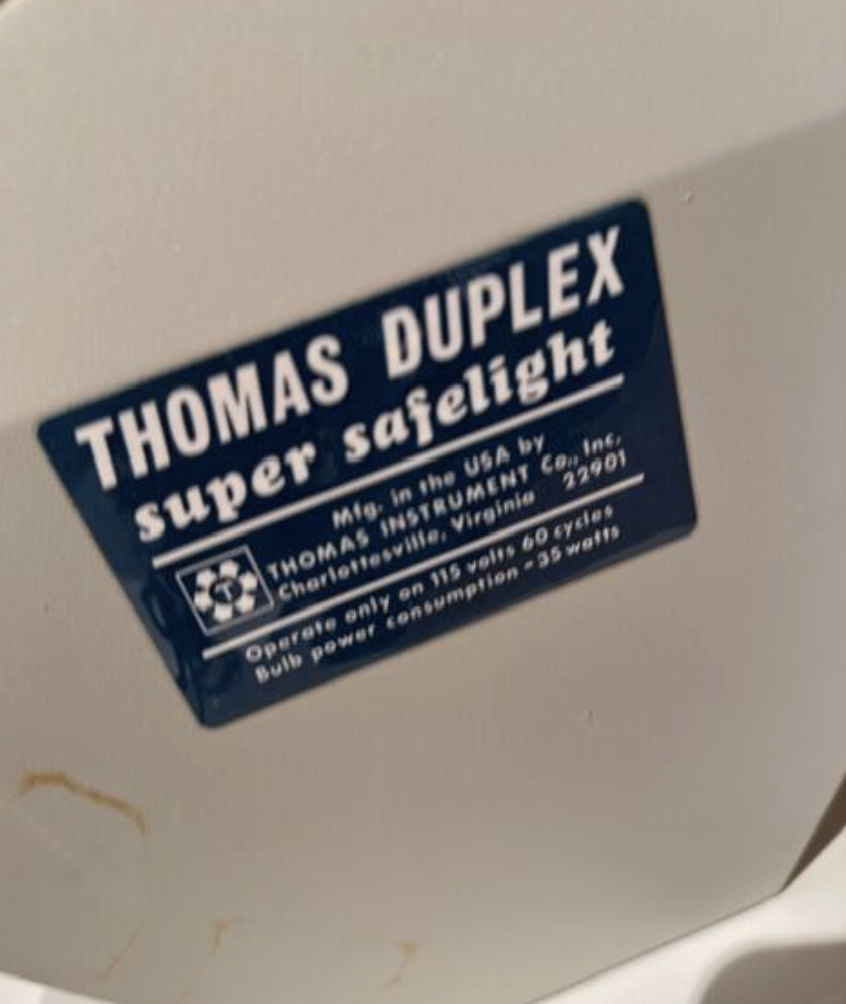 THOMAS DUPLEX
super safelight
Mfg. in the USA by
THOMAS INSTRUMENT Co., Inc.
Charlottesville, Virginia 22901
T
Operate only on 115 volts 60 cycles
Bulb power consumption - 35 watts